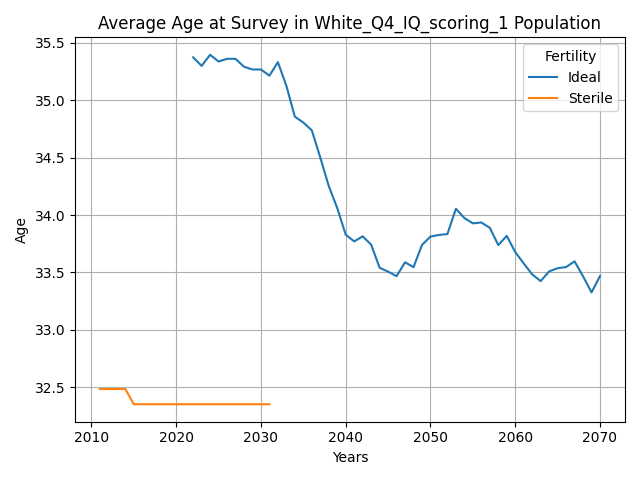 Average Age at Survey in White_Q4_IQ_scoring_1 Population
Fertility
Ideal
Sterile
35.5
35.0
34.5
34.0
33.5
33.0
32.5
Age
2010
2020
2030
2040
2050
2060
2070
Years